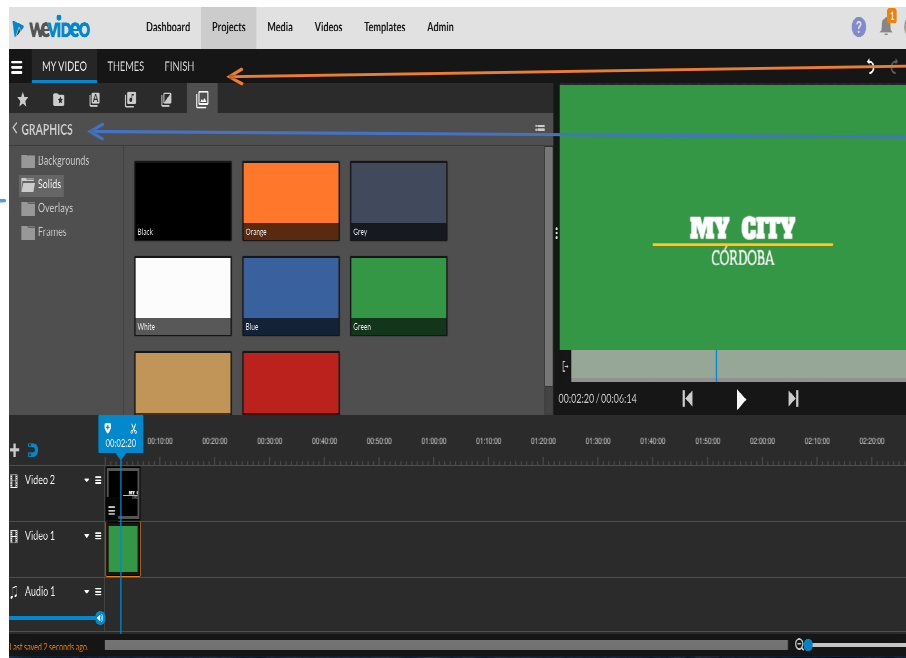 WEVIDEO Dashboard Projects Media Videos Templates Admin ? 1
MY VIDEO THEMES FINISH
GRAPHICS
Backgrounds
Solids
Overlays
Frames
Black Orange Grey
White Blue Green
MY CITY
CÓRDOBA
00:02:20 / 00:06:14
00:02:20 00:10:00 00:20:00 00:30:00 00:40:00 00:50:00 01:00:00 01:10:00 01:20:00 01:30:00 01:40:00 01:50:00 02:00:00 02:10:00 02:20:00
Video 2
Video 1
Audio 1
Last saved 2 seconds ago.